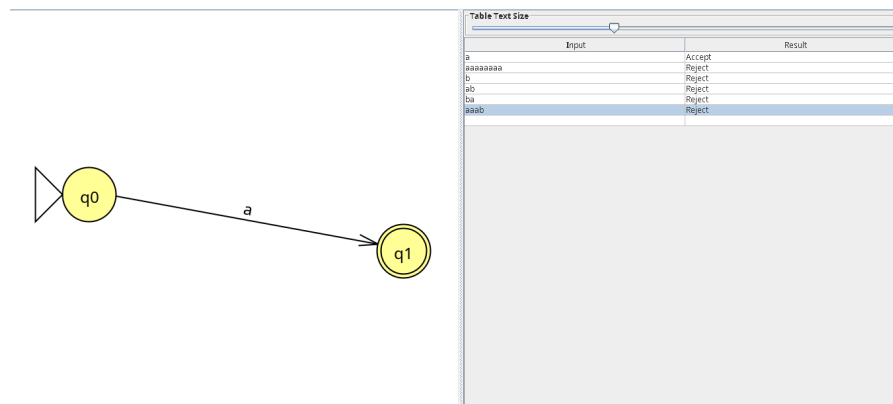 Table Text Size
Input Result
a Accept
aaaaaaaa Reject
b Reject
ab Reject
ba Reject
aaab Reject
q0
a
q1